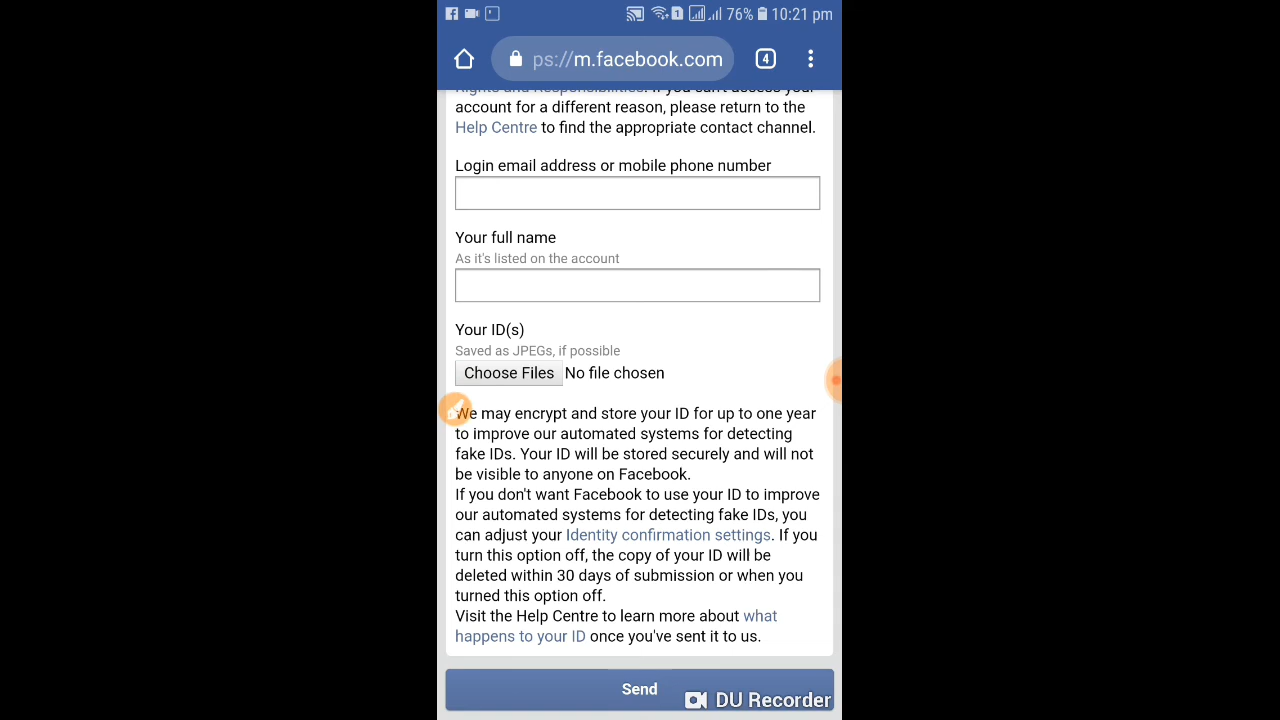 76% 10:21 pm
ps://m.facebook.com 4
Rights and Responsibilities. If you can't access your
account for a different reason, please return to the
Help Centre to find the appropriate contact channel.
Login email address or mobile phone number
Your full name
As it's listed on the account
Your ID(s)
Saved as JPEGs, if possible
Choose Files No file chosen
We may encrypt and store your ID for up to one year
to improve our automated systems for detecting
fake IDs. Your ID will be stored securely and will not
be visible to anyone on Facebook.
If you don't want Facebook to use your ID to improve
our automated systems for detecting fake IDs, you
can adjust your Identity confirmation settings. If you
turn this option off, the copy of your ID will be
deleted within 30 days of submission or when you
turned this option off.
Visit the Help Centre to learn more about what
happens to your ID once you've sent it to us.
Send
DU Recorder